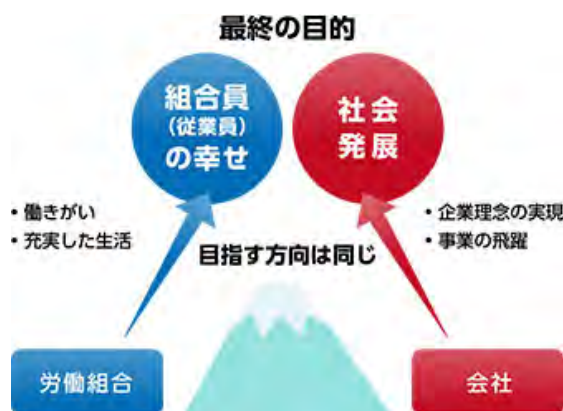 最終の目的
組合員
(従業員)
の幸せ
社会
発展
・働きがい
・充実した生活
・企業理念の実現
・事業の飛躍
目指す方向は同じ
労働組合
会社